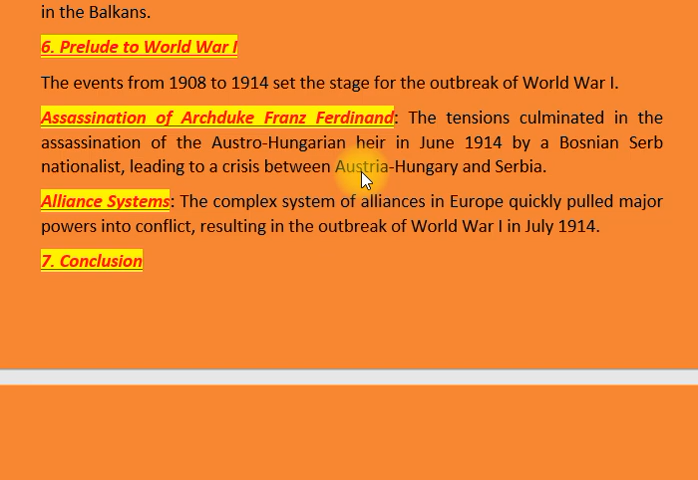 in the Balkans.
6. Prelude to World War I
The events from 1908 to 1914 set the stage for the outbreak of World War I.
Assassination of Archduke Franz Ferdinand: The tensions culminated in the
assassination of the Austro-Hungarian heir in June 1914 by a Bosnian Serb
nationalist, leading to a crisis between Austria-Hungary and Serbia.
Alliance Systems: The complex system of alliances in Europe quickly pulled major
powers into conflict, resulting in the outbreak of World War I in July 1914.
7. Conclusion